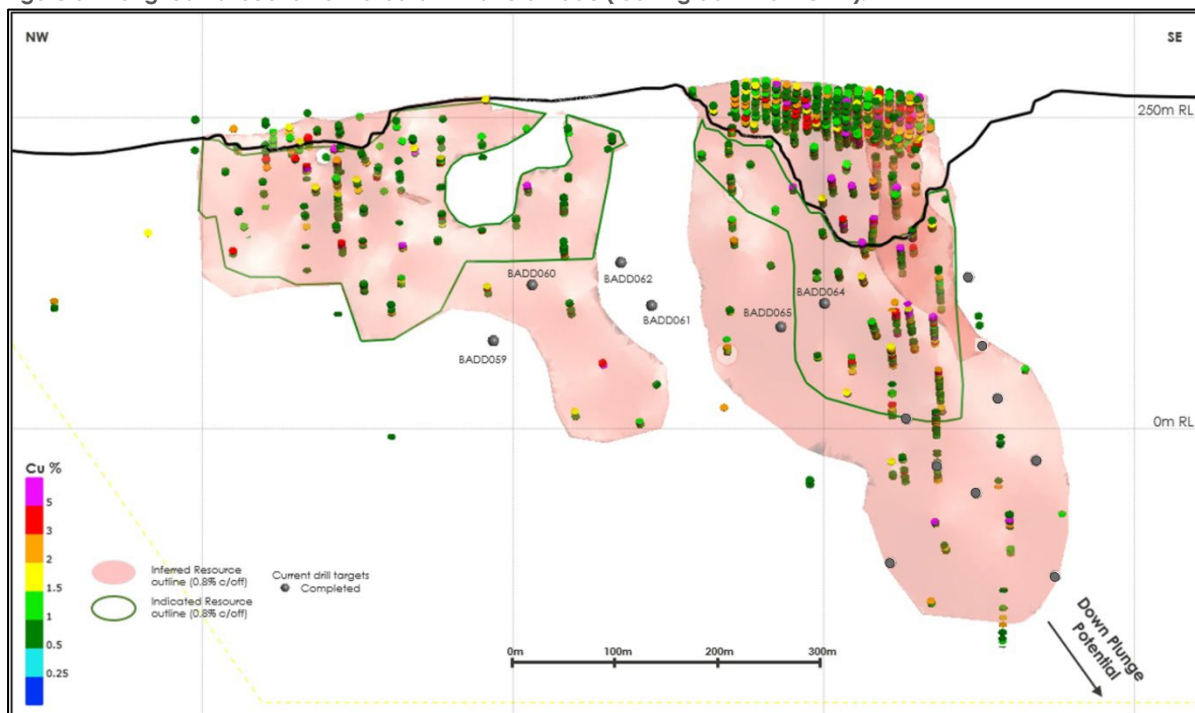 NW
SE
250m RL
BADD060
BADD062
BADD061
BADD059
BADD064
BADD065
0m RL
Cu %
5
3
2
1.5
1
0.5
0.25
Inferred Resource
outline (0.8% c/off)
Indicated Resource
outline (0.8% c/off)
Current drill targets
Completed
0m
100m
200m
300m
Down Plunge
Potential